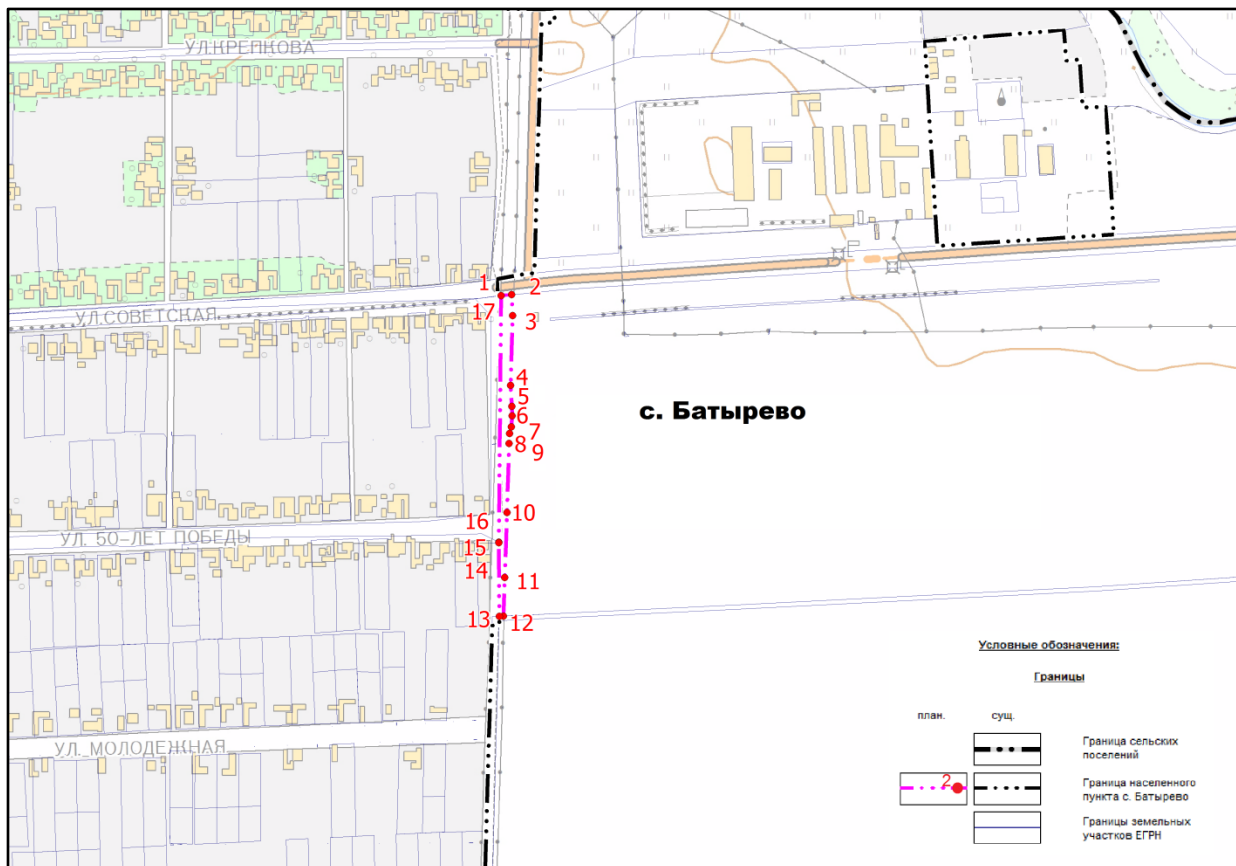 УЛ.КРЕПКОВА
1
2
УЛ.СОВЕТСКАЯ
17
3
4
5
с. Батырево
6
7
8
9
10
16
УЛ. 50-ЛЕТ ПОБЕДЫ
15
14
11
13
12
УЛ. МОЛОДЕЖНАЯ
Условные обозначения:
Границы
план.
сущ.
Граница сельских
поселений
2
Граница населенного
пункта с. Батырево
Границы земельных
участков ЕГРН